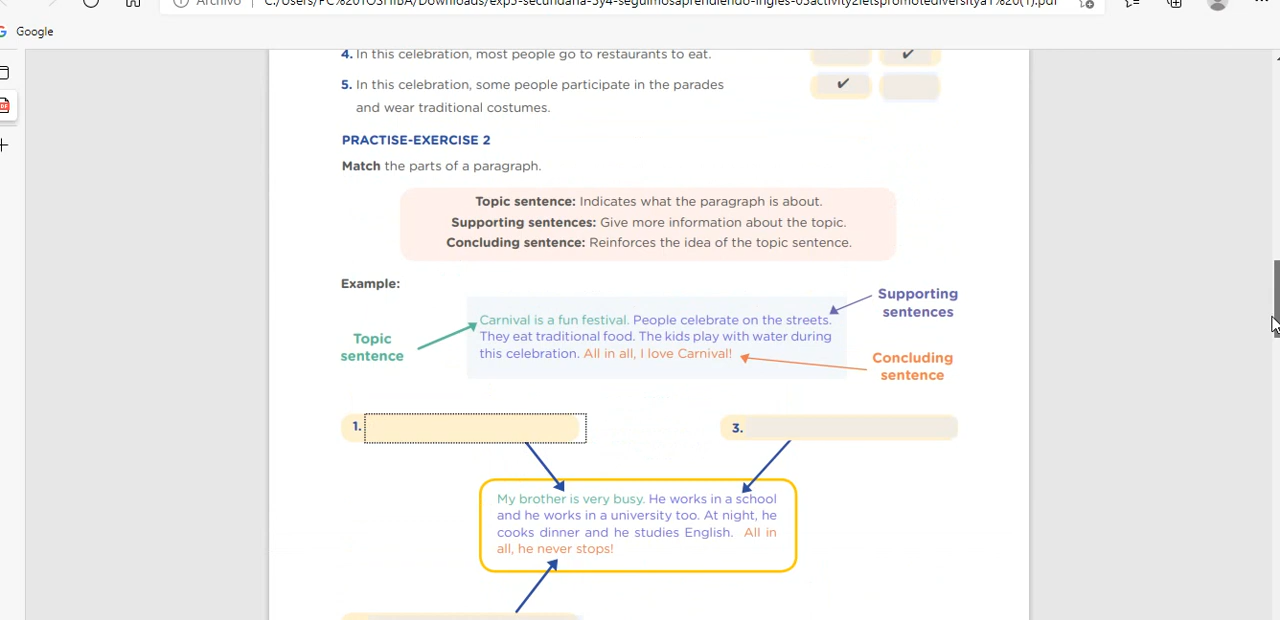 Archivo | C:/Users/PC%20TOSHIBA/Downloads/exp5-secundaria-3y4-seguimosaprendiendo-ingles-03activity2letspromotediversitya1%20(1).pdf
Google
4. In this celebration, most people go to restaurants to eat. ✔
5. In this celebration, some people participate in the parades ✔
and wear traditional costumes.
PRACTISE-EXERCISE 2
Match the parts of a paragraph.
Topic sentence: Indicates what the paragraph is about.
Supporting sentences: Give more information about the topic.
Concluding sentence: Reinforces the idea of the topic sentence.
Example:
Supporting
sentences
Topic
sentence
Carnival is a fun festival. People celebrate on the streets.
They eat traditional food. The kids play with water during
this celebration. All in all, I love Carnival!
Concluding
sentence
1.
3.
My brother is very busy. He works in a school
and he works in a university too. At night, he
cooks dinner and he studies English. All in
all, he never stops!